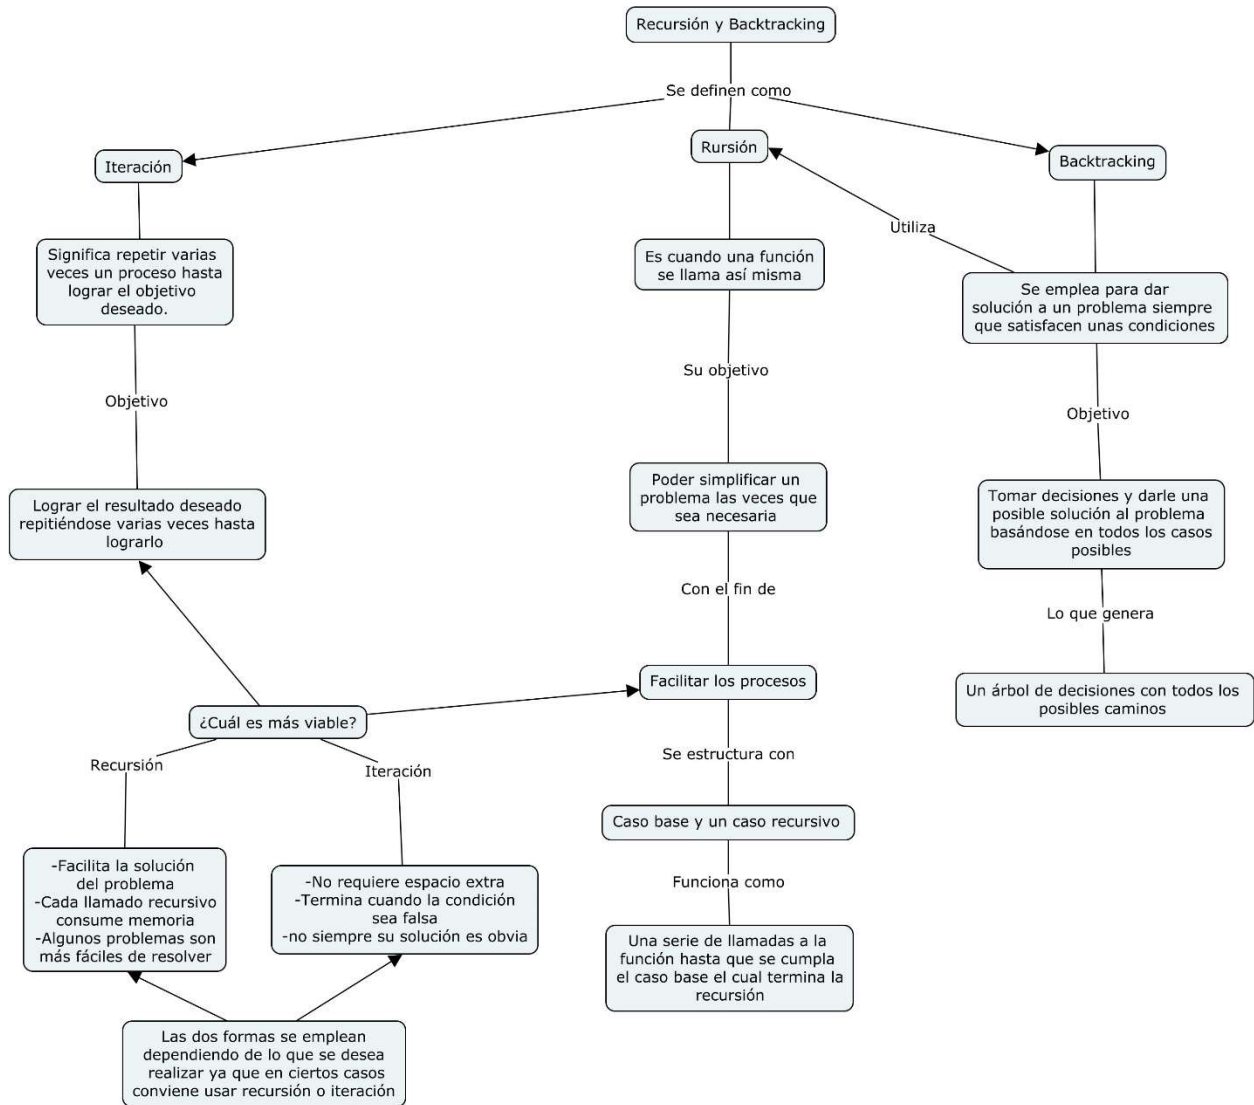 Recursión y Backtracking
Se definen como
Iteración
Rursión
Backtracking
Utiliza
Significa repetir varias
veces un proceso hasta
lograr el objetivo
deseado.
Es cuando una función
se llama así misma
Se emplea para dar
solución a un problema siempre
que satisfacen unas condiciones
Objetivo
Su objetivo
Objetivo
Lograr el resultado deseado
repitiéndose varias veces hasta
lograrlo
Poder simplificar un
problema las veces que
sea necesaria
Tomar decisiones y darle una
posible solución al problema
basándose en todos los casos
posibles
Con el fin de
Lo que genera
Facilitar los procesos
Un árbol de decisiones con todos los
posibles caminos
¿Cuál es más viable?
Recursión
Iteración
Se estructura con
Caso base y un caso recursivo
-Facilita la solución
del problema
-Cada llamado recursivo
consume memoria
-Algunos problemas son
más fáciles de resolver
-No requiere espacio extra
-Termina cuando la condición
sea falsa
-no siempre su solución es obvia
Funciona como
Una serie de llamadas a la
función hasta que se cumpla
el caso base el cual termina la
recursión
Las dos formas se emplean
dependiendo de lo que se desea
realizar ya que en ciertos casos
conviene usar recursión o iteración